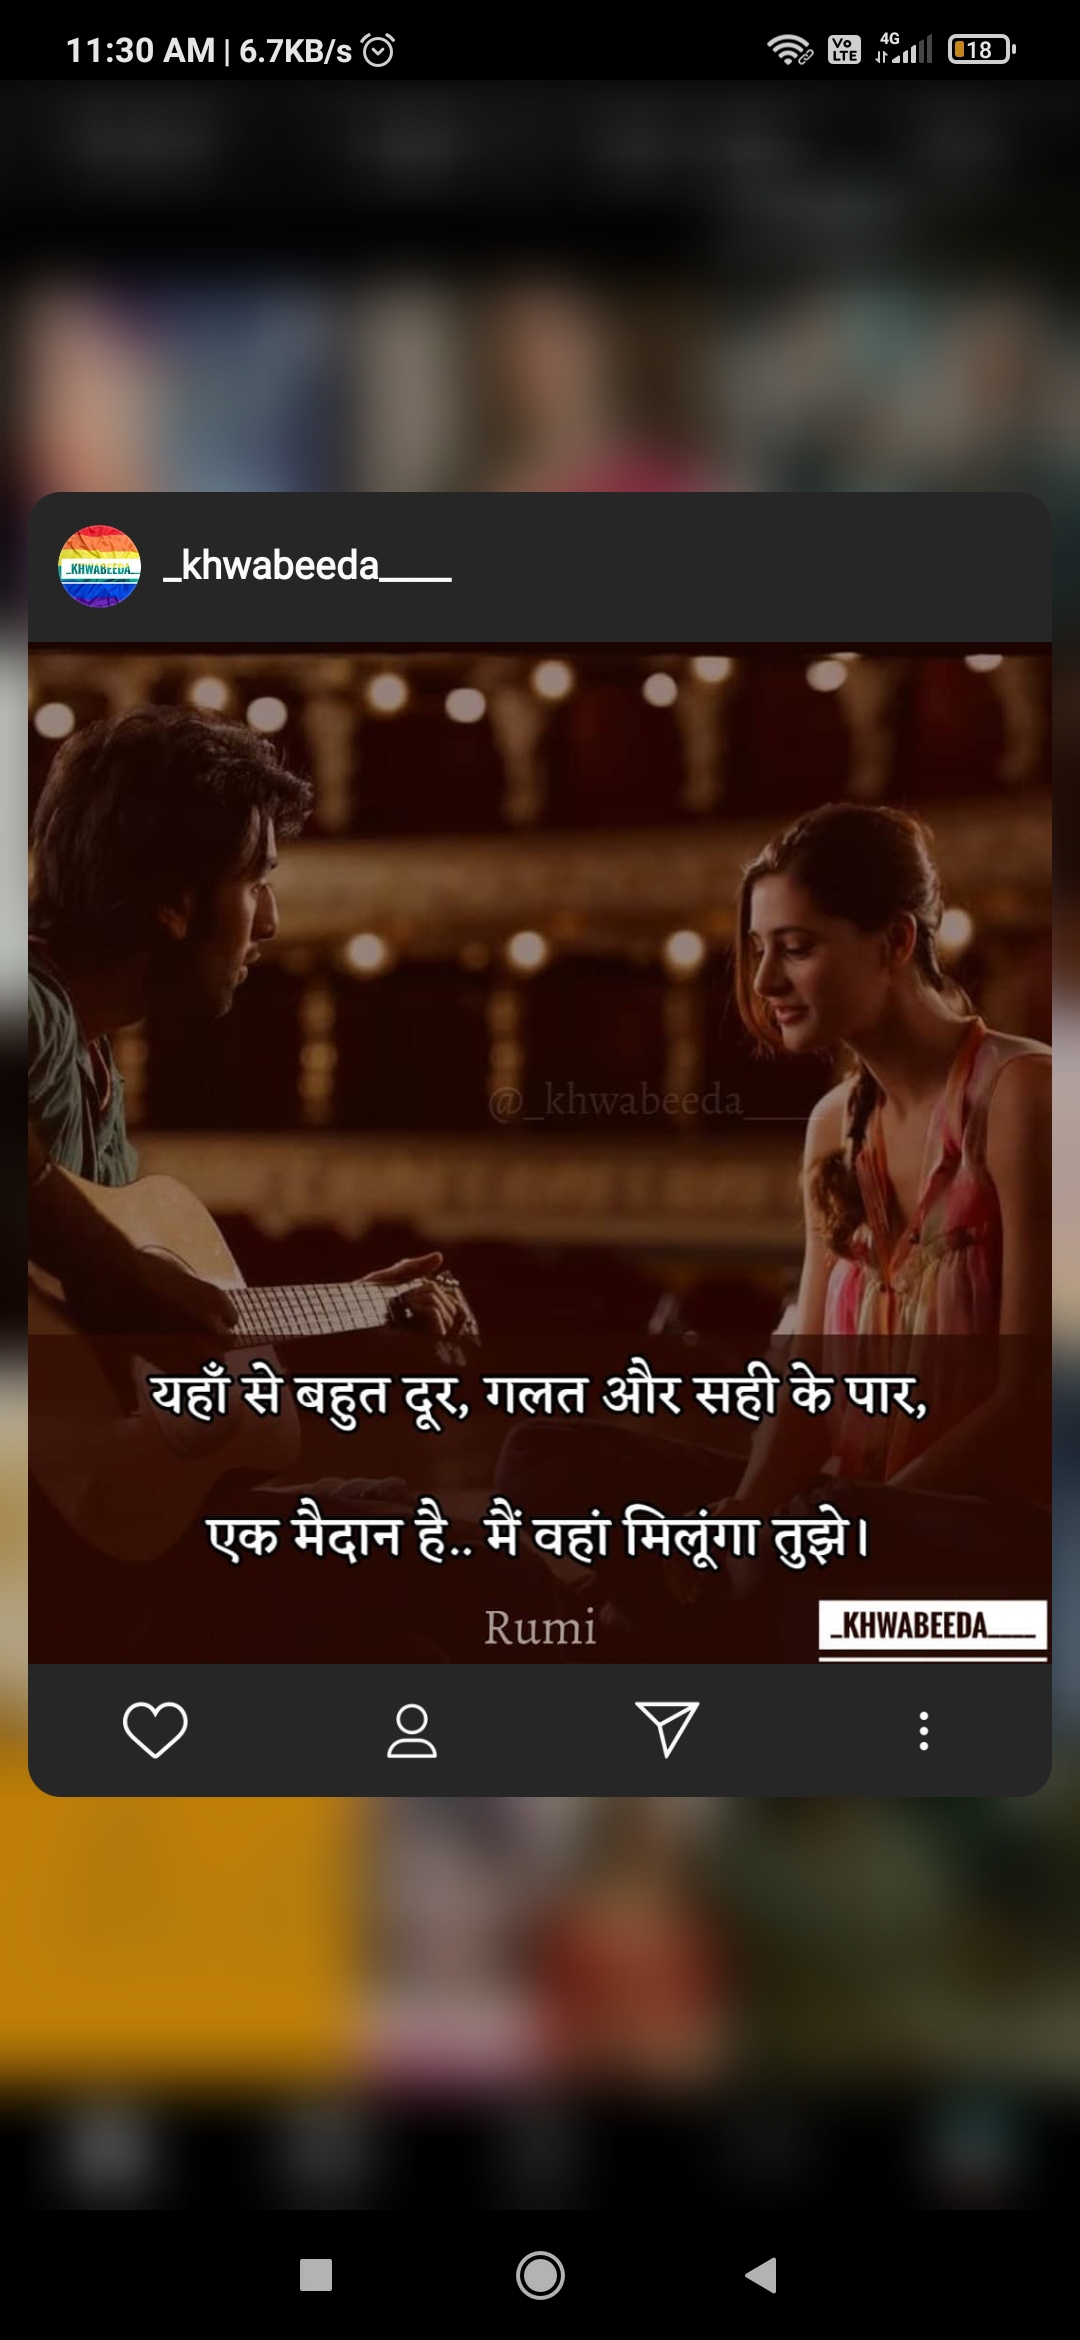 11:30 AM | 6.7KB/s
Vo LTE
4G
18
_KHWABEEDA_
_khwabeeda____
@_khwabeeda____
यहाँ से बहुत दूर, गलत और सही के पार,
एक मैदान है.. मैं वहां मिलूंगा तुझे।
Rumi
_KHWABEEDA____